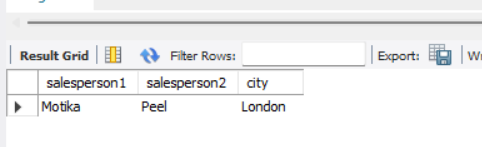 Result Grid Filter Rows: Export:
salesperson1 salesperson2 city
Motika Peel London